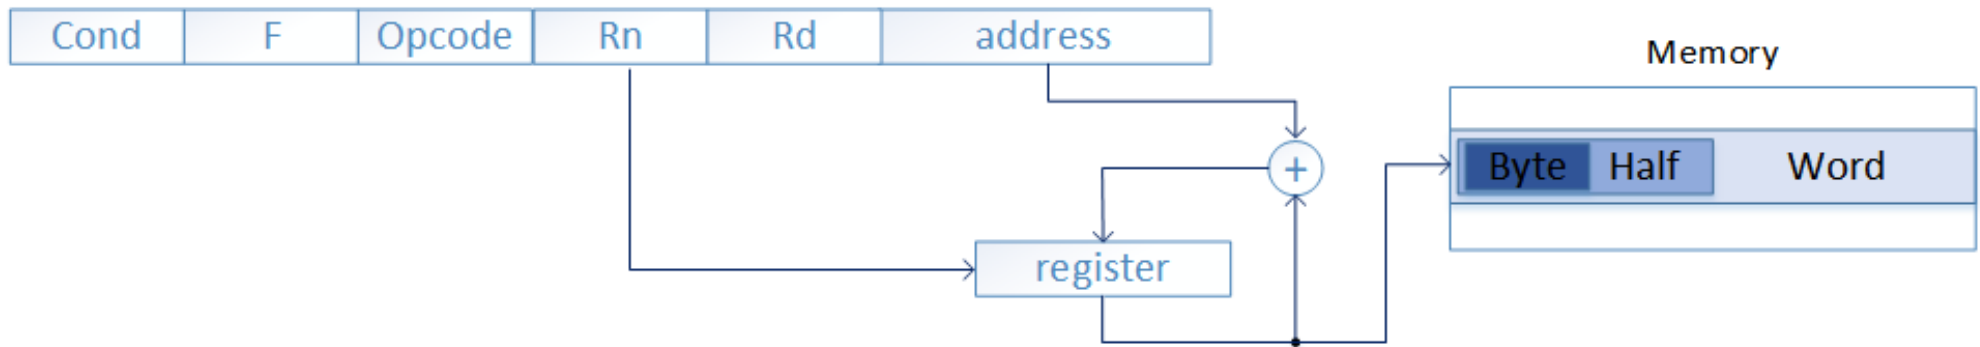 Cond F Opcode Rn Rd address
Memory
+
Byte Half Word
register